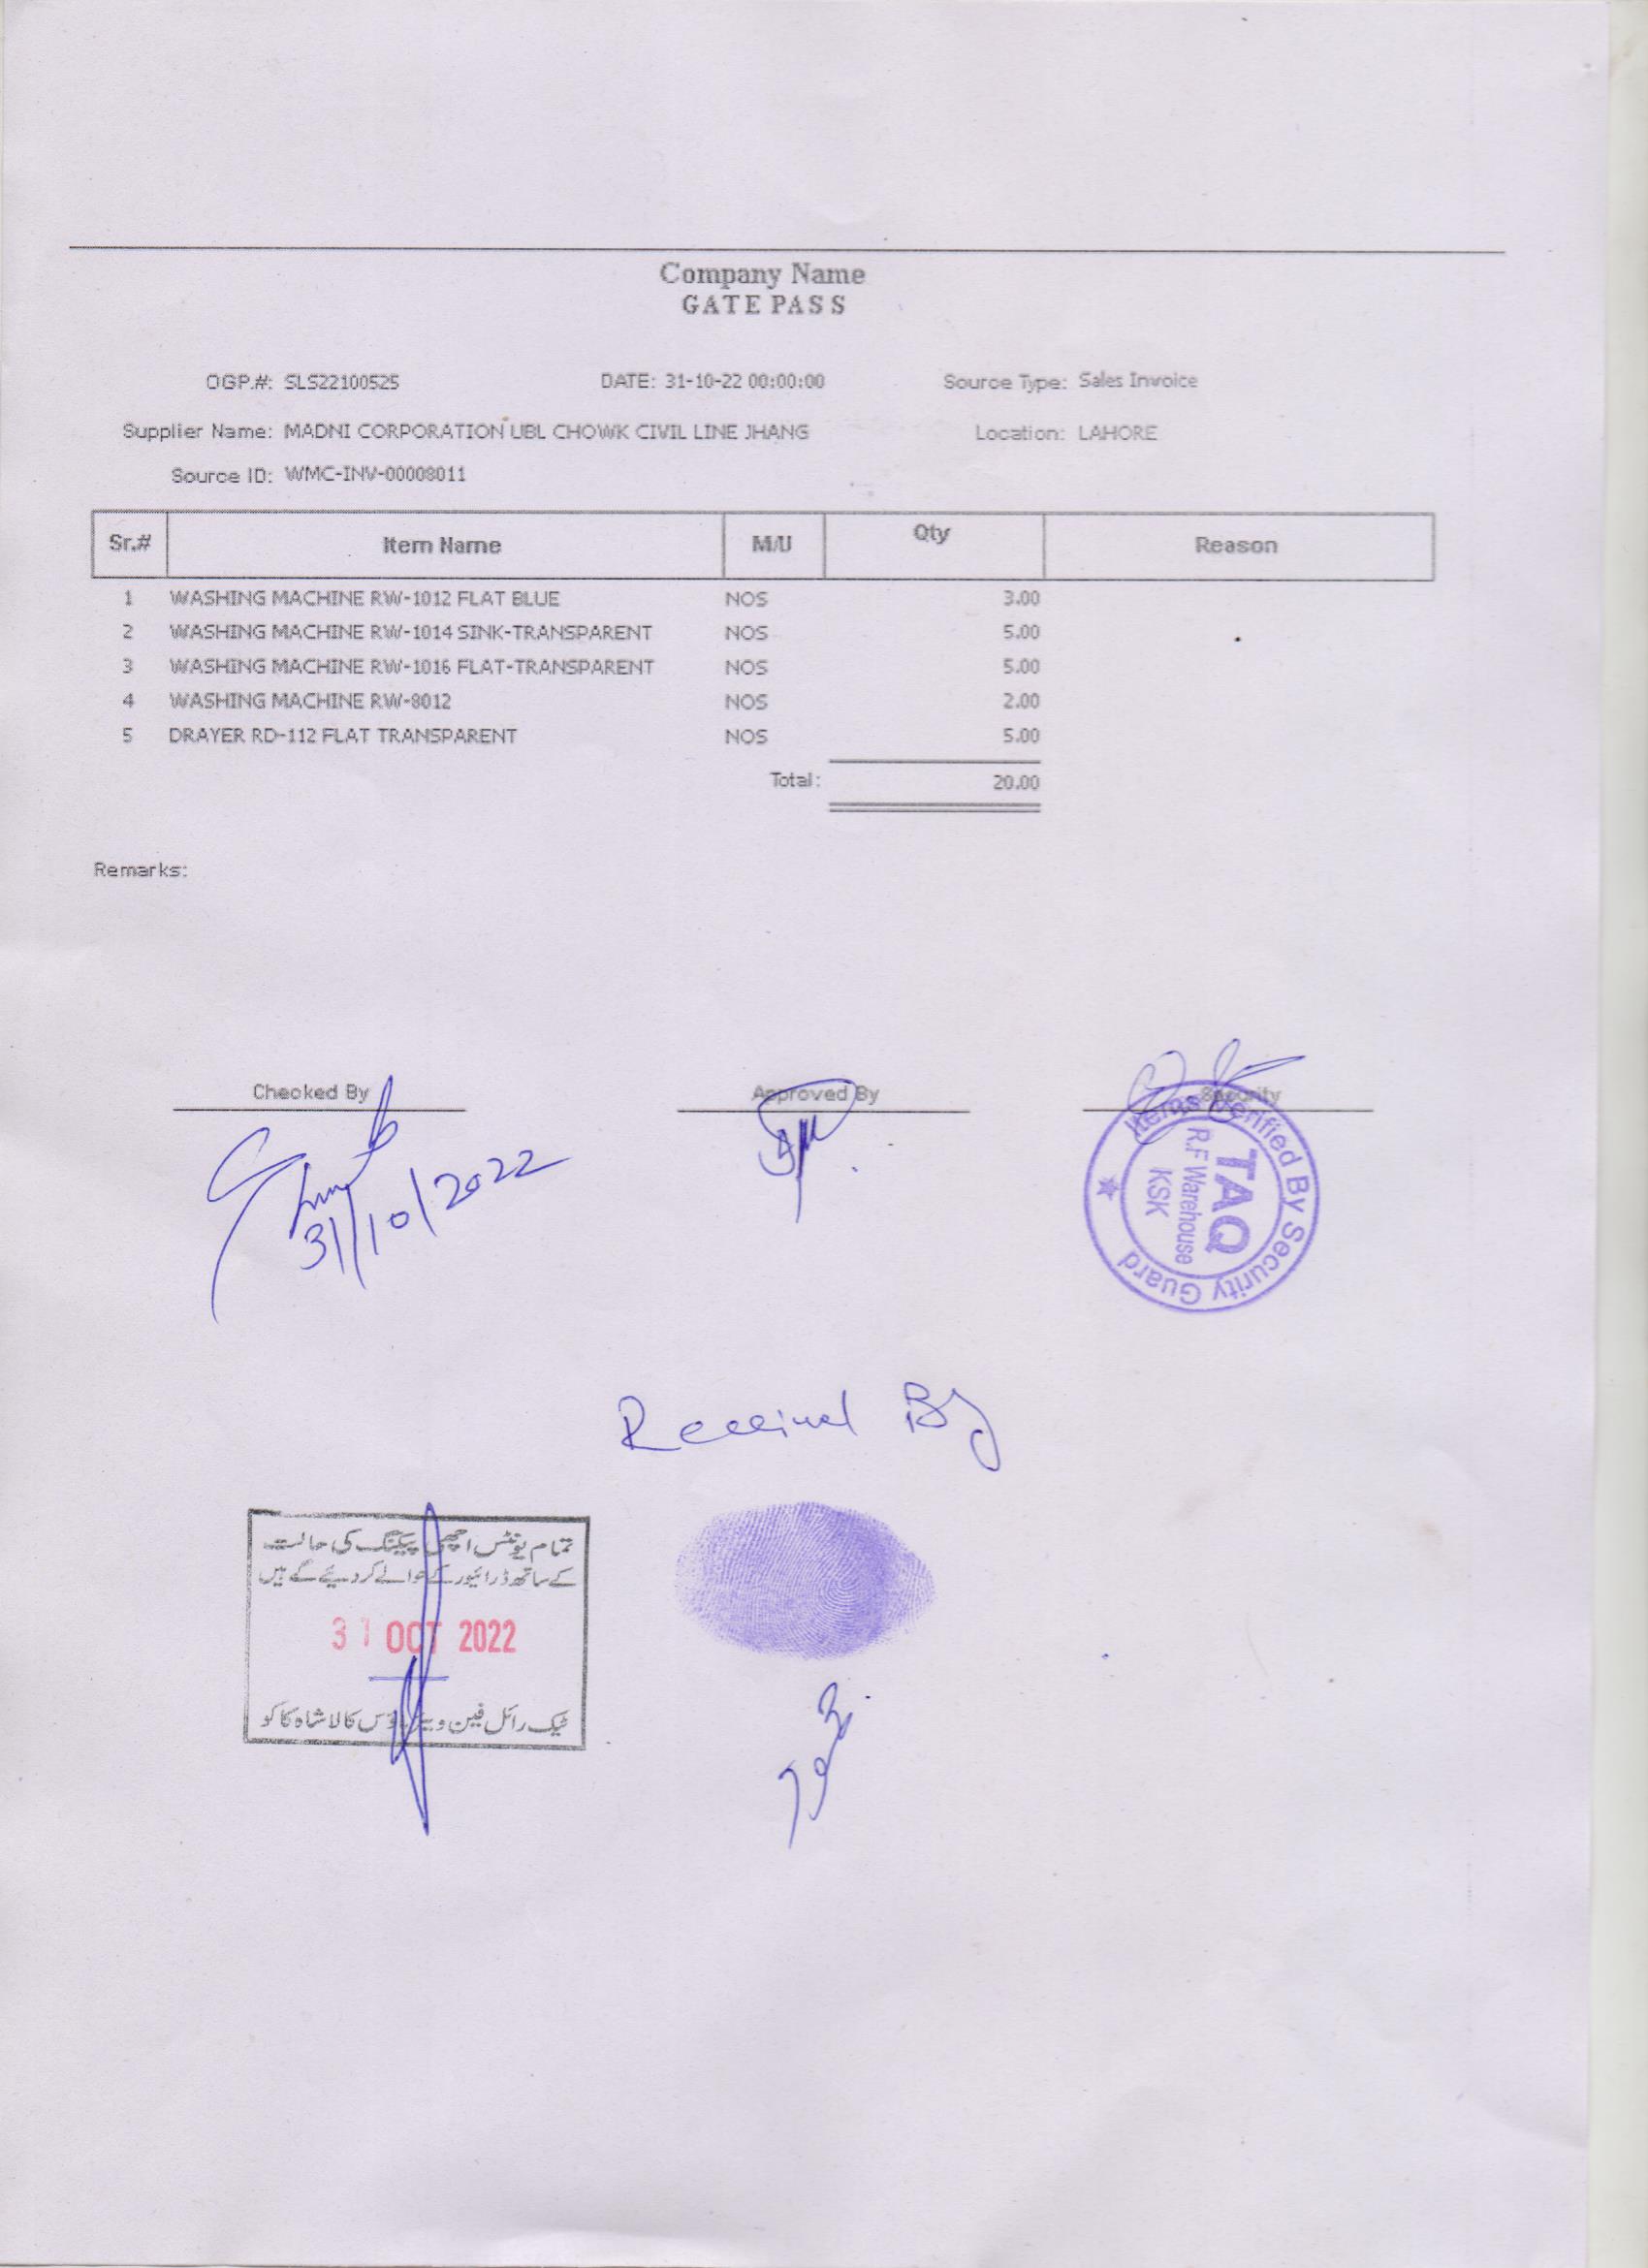 Company Name
GATE PASS
OGP.#: SLS22100525 DATE: 31-10-22 00:00:00 Source Type: Sales Invoice
Supplier Name: MADNI CORPORATION UBL CHOWK CIVIL LINE JHANG Location: LAHORE
Source ID: WMC-INV-00008011
Sr.# Item Name M/U Qty Reason
1 WASHING MACHINE RW-1012 FLAT BLUE NOS 3.00
2 WASHING MACHINE RW-1014 SINK-TRANSPARENT NOS 5.00
3 WASHING MACHINE RW-1016 FLAT-TRANSPARENT NOS 5.00
4 WASHING MACHINE RW-8012 NOS 2.00
5 DRAYER RD-112 FLAT TRANSPARENT NOS 5.00
Total: 20.00
Remarks:
Checked By Approved By Security
31/10/2022
Items Verified By Security Guard
TAQ
R.F Warehouse
KSK
Received By
تمام یونٹس اچھی پیکنگ کی حالت
کے ساتھ ڈرائیور کے حوالے کر دیئے گے ہیں
31 OCT 2022
ٹیک رائل فین ویئر ہاؤس کالا شاہ کاکو